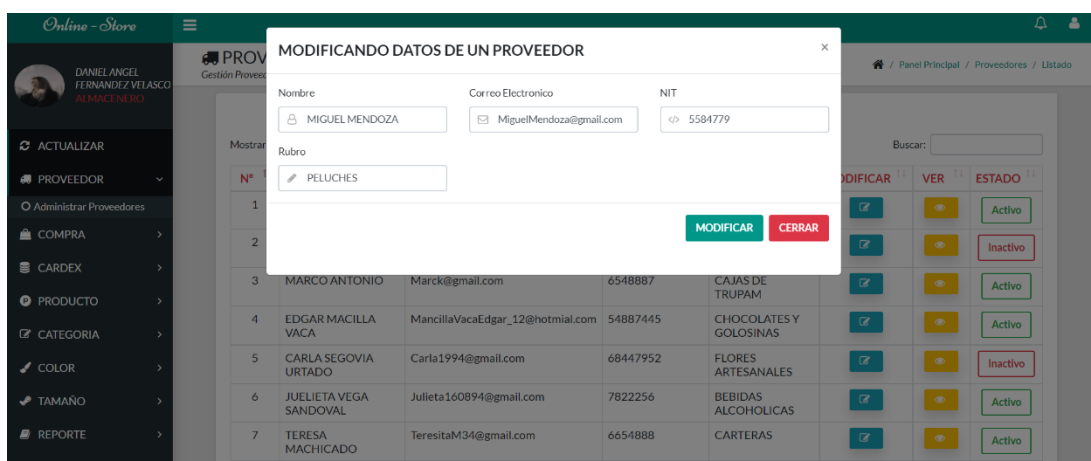 Online - Store
DANIEL ANGEL
FERNANDEZ VELASCO
ALMACENERO
ACTUALIZAR
PROVEEDOR
Administrar Proveedores
COMPRA
CARDEX
PRODUCTO
CATEGORIA
COLOR
TAMAÑO
REPORTE
PROV
Gestión Proveed
/ Panel Principal / Proveedores / Listado
MODIFICANDO DATOS DE UN PROVEEDOR ×
Nombre Correo Electronico NIT
MIGUEL MENDOZA MiguelMendoza@gmail.com </> 5584779
Rubro
PELUCHES
MODIFICAR CERRAR
Mostrar Buscar:
N° DIFICAR VER ESTADO
1 Activo
2 Inactivo
3 MARCO ANTONIO Marck@gmail.com 6548887 CAJAS DE
TRUPAM Activo
4 EDGAR MACILLA
VACA MancillaVacaEdgar_12@hotmial.com 54887445 CHOCOLATES Y
GOLOSINAS Activo
5 CARLA SEGOVIA
URTADO Carla1994@gmail.com 68447952 FLORES
ARTESANALES Inactivo
6 JUELIETA VEGA
SANDOVAL Julieta160894@gmail.com 7822256 BEBIDAS
ALCOHOLICAS Activo
7 TERESA
MACHICADO TeresitaM34@gmail.com 6654888 CARTERAS Activo